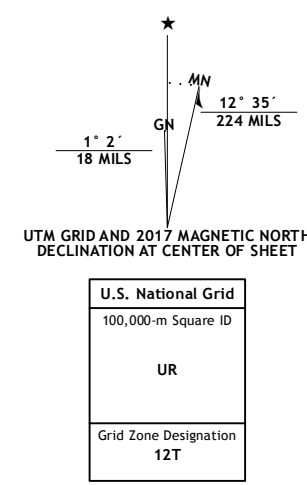 ★
MN
GN
12° 35´
224 MILS
1° 2´
18 MILS
UTM GRID AND 2017 MAGNETIC NORTH
DECLINATION AT CENTER OF SHEET
U.S. National Grid
100,000-m Square ID
UR
Grid Zone Designation
12T